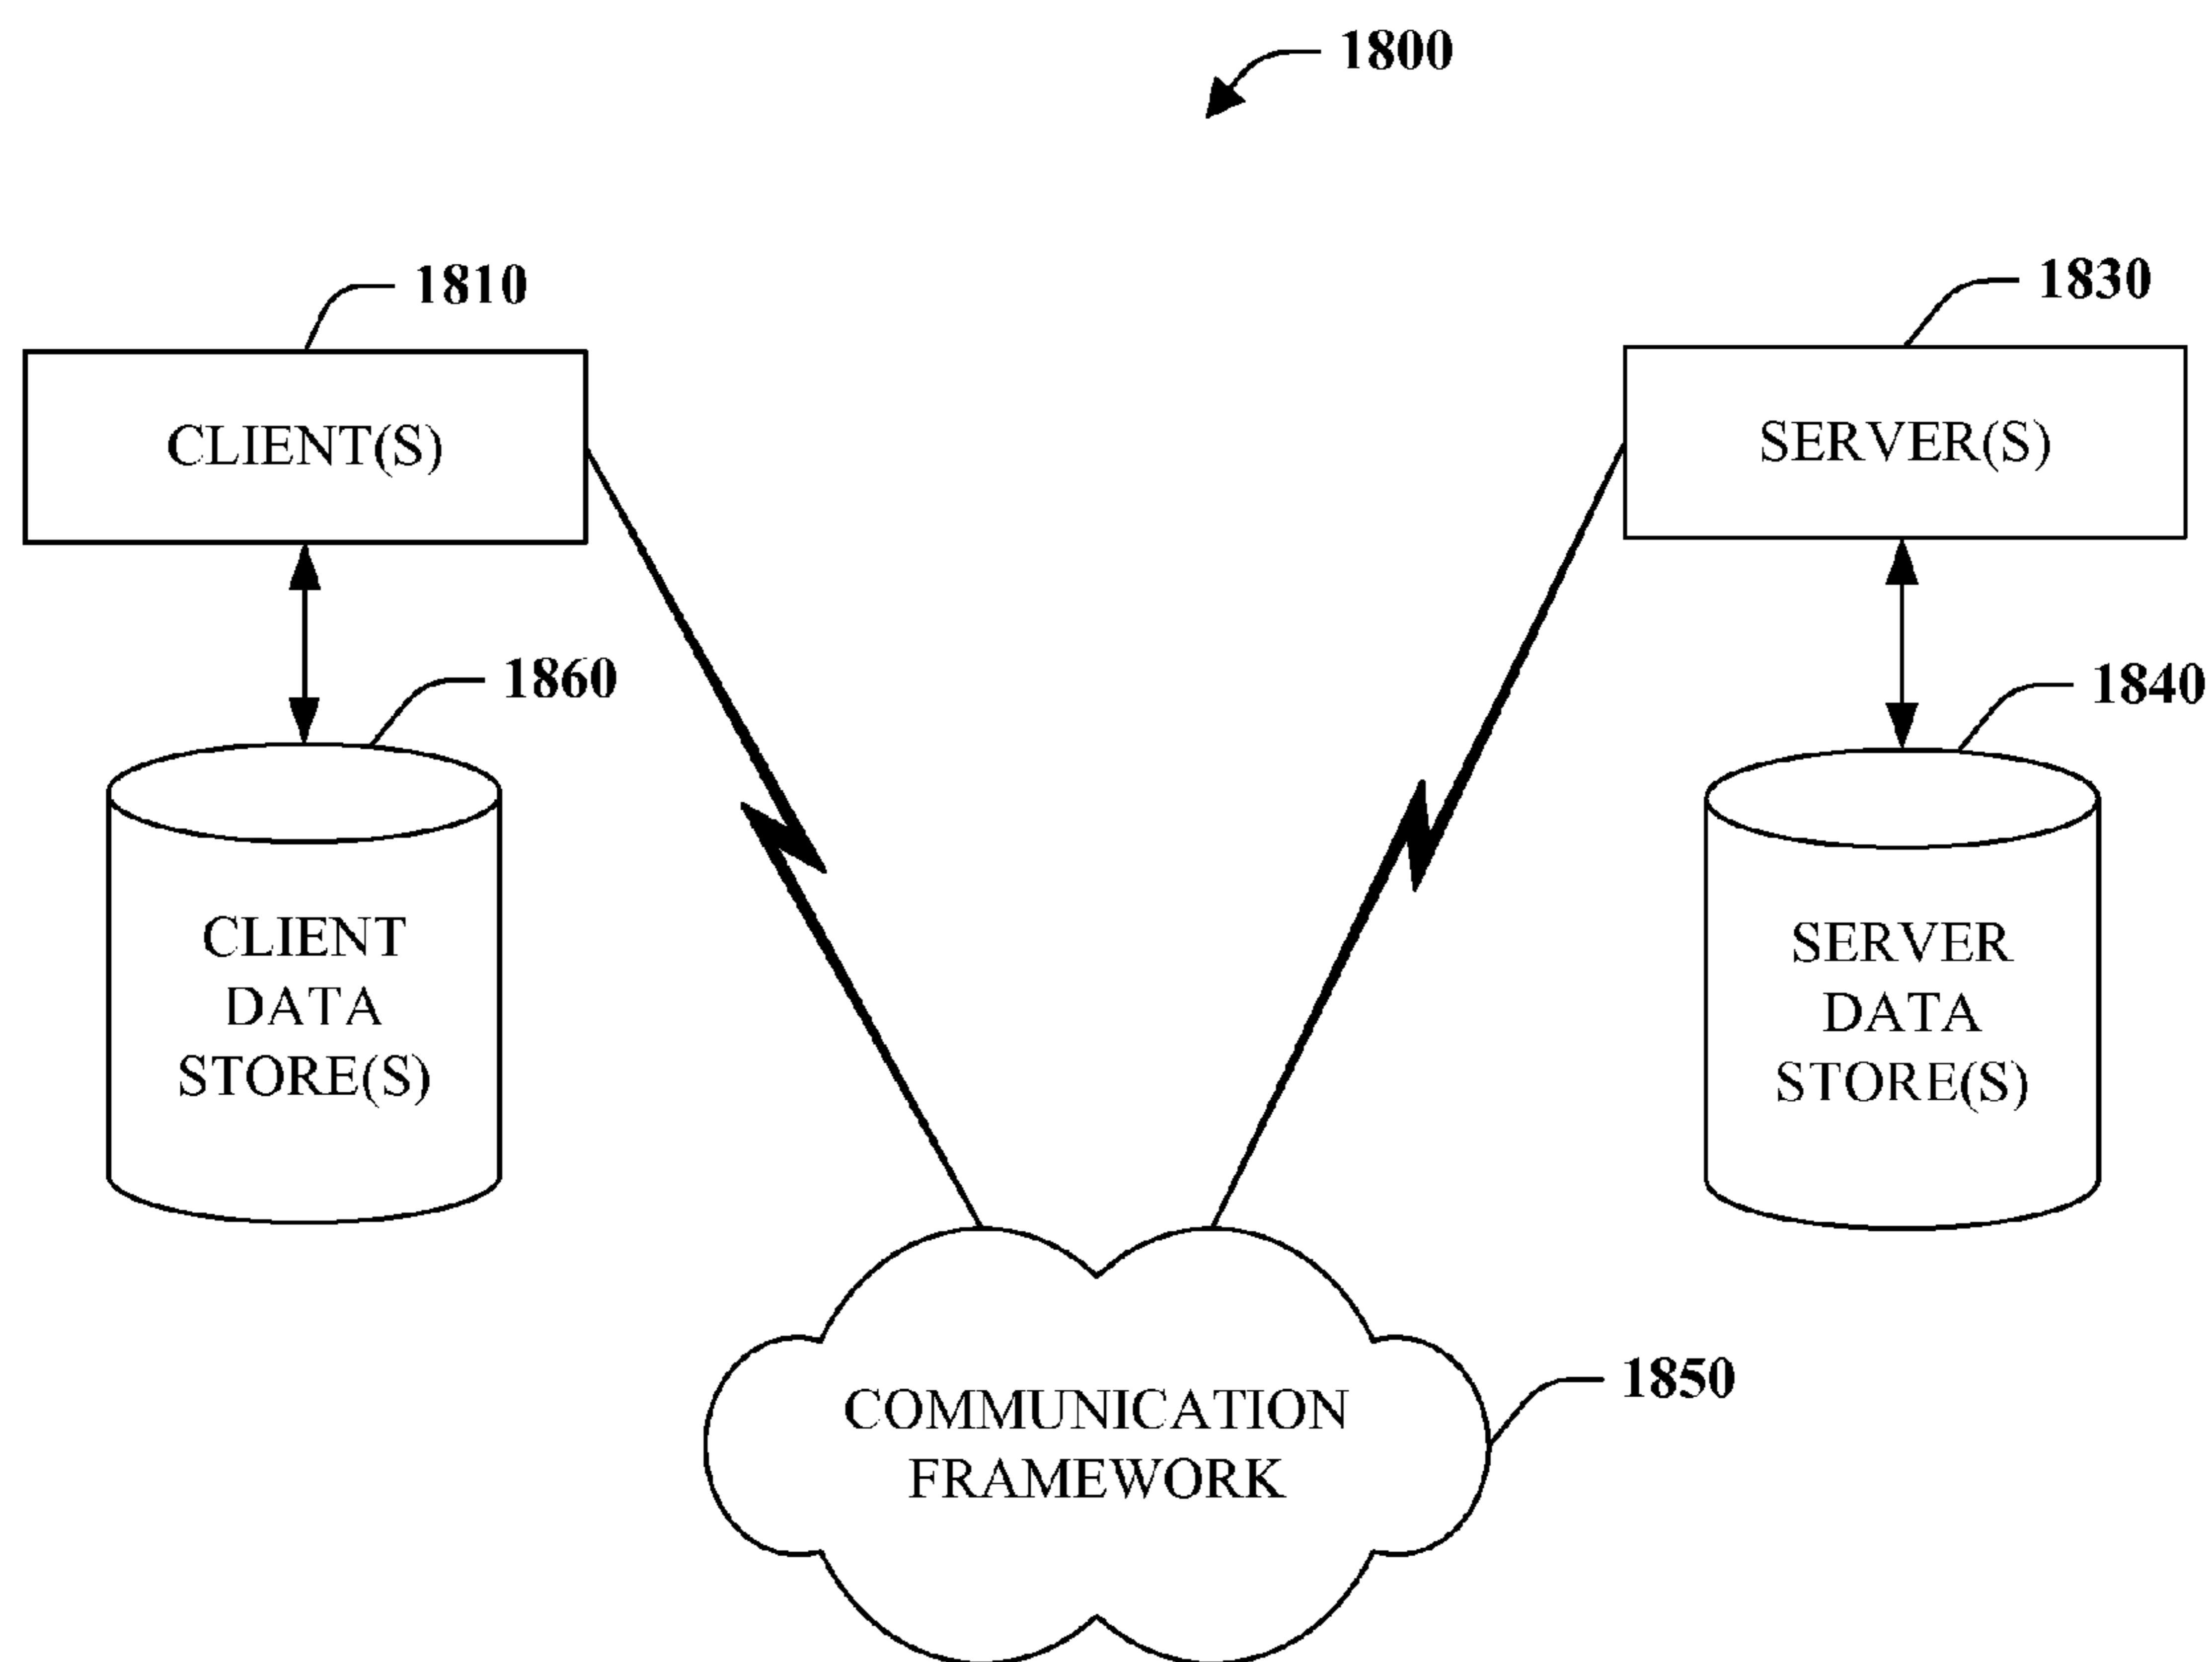 1800
1810
1830
CLIENT(S)
SERVER(S)
1860
1840
CLIENT
DATA
STORE(S)
SERVER
DATA
STORE(S)
1850
COMMUNICATION
FRAMEWORK